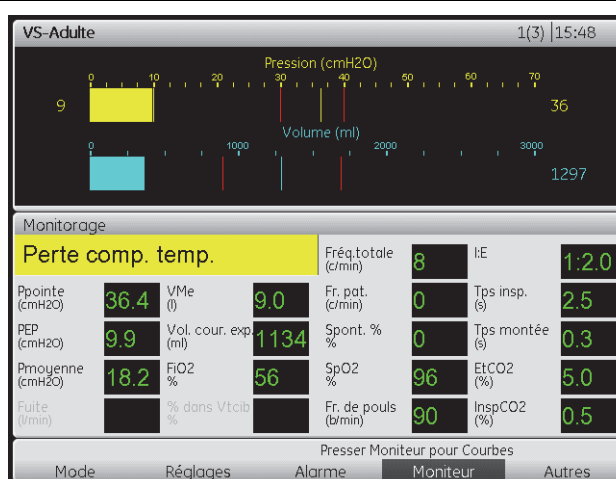 VS-Adulte 1(3) 15:48
Pression (cmH2O)
0 10 20 30 40 50 60 70
9 36
Volume (ml)
0 1000 2000 3000
1297
Monitorage
Perte comp. temp.
Fréq.totale (c/min) 8 I:E 1:2.0
Ppointe (cmH2O) 36.4 VMe (l) 9.0 Fr. pat. (c/min) 0 Tps insp. (s) 2.5
PEP (cmH2O) 9.9 Vol. cour. exp. (ml) 1134 Spont. % % 0 Tps montée (s) 0.3
Pmoyenne (cmH2O) 18.2 FiO2 % 56 SpO2 % 96 EtCO2 (%) 5.0
Fuite (l/min) % dans Vtcib % Fr. de pouls (b/min) 90 InspCO2 (%) 0.5
Presser Moniteur pour Courbes
Mode Réglages Alarme Moniteur Autres